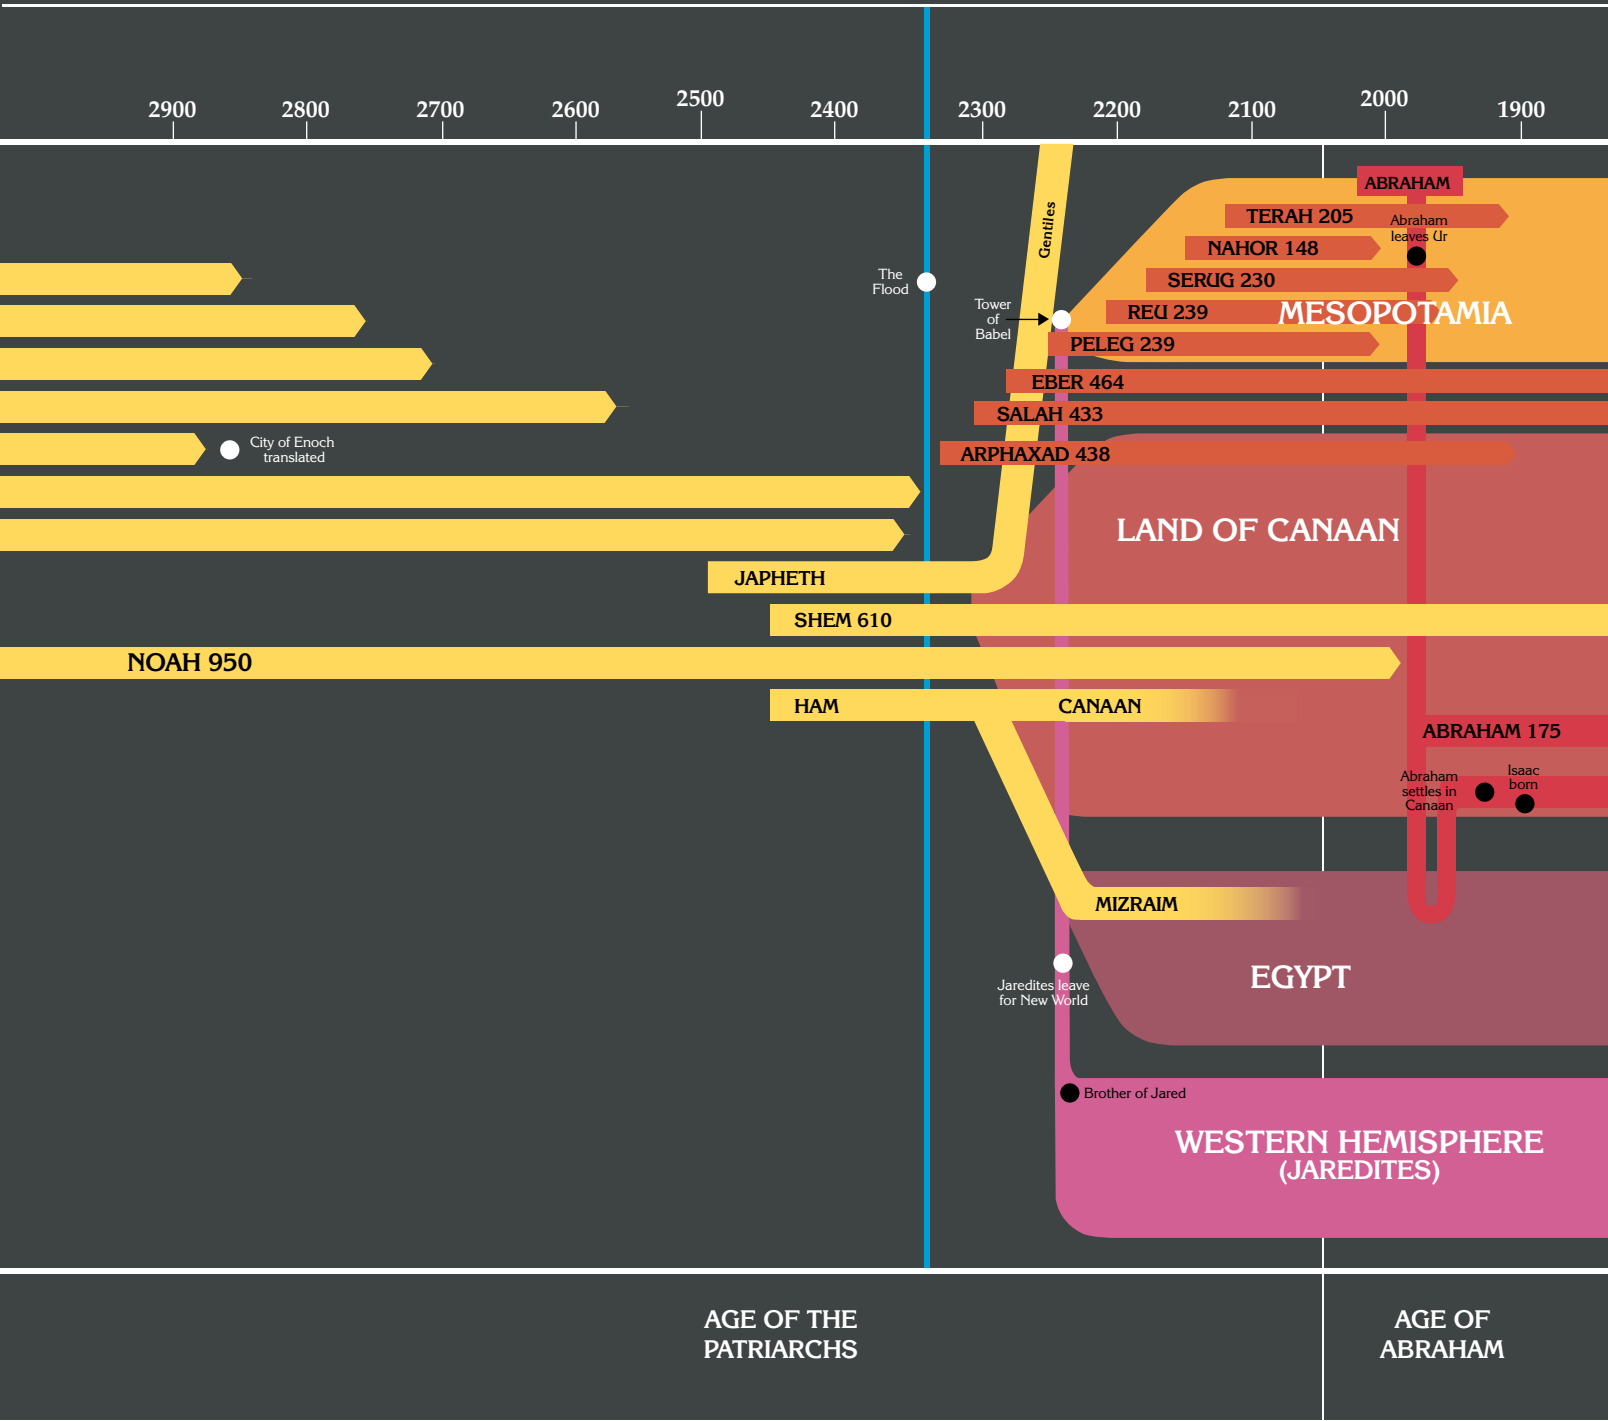 2900
2800
2700
2600
2500
2400
2300
2200
2100
2000
1900
ABRAHAM
TERAH 205
Abraham
leaves Ur
NAHOR 148
SERUG 230
REU 239
MESOPOTAMIA
PELEG 239
Gentiles
The
Flood
Tower
of
Babel
EBER 464
SALAH 433
ARPHAXAD 438
City of Enoch
translated
LAND OF CANAAN
JAPHETH
SHEM 610
NOAH 950
HAM
CANAAN
ABRAHAM 175
Abraham
settles in
Canaan
Isaac
born
MIZRAIM
EGYPT
Jaredites leave
for New World
Brother of Jared
WESTERN HEMISPHERE
(JAREDITES)
AGE OF THE
PATRIARCHS
AGE OF
ABRAHAM